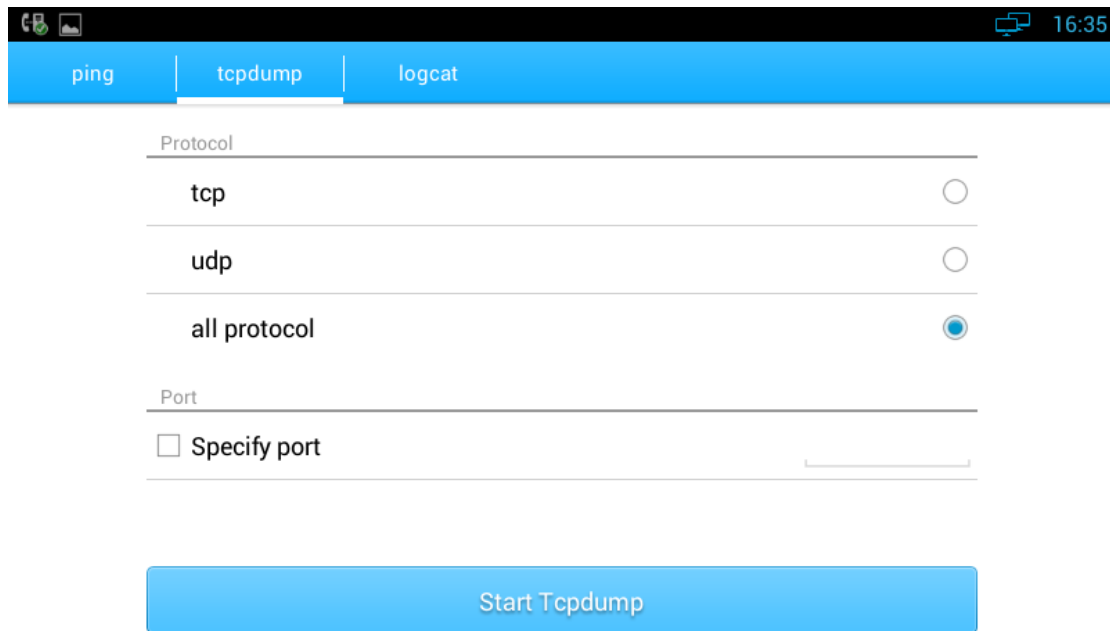 16:35
ping tcpdump logcat
Protocol
tcp
udp
all protocol
Port
Specify port
Start Tcpdump